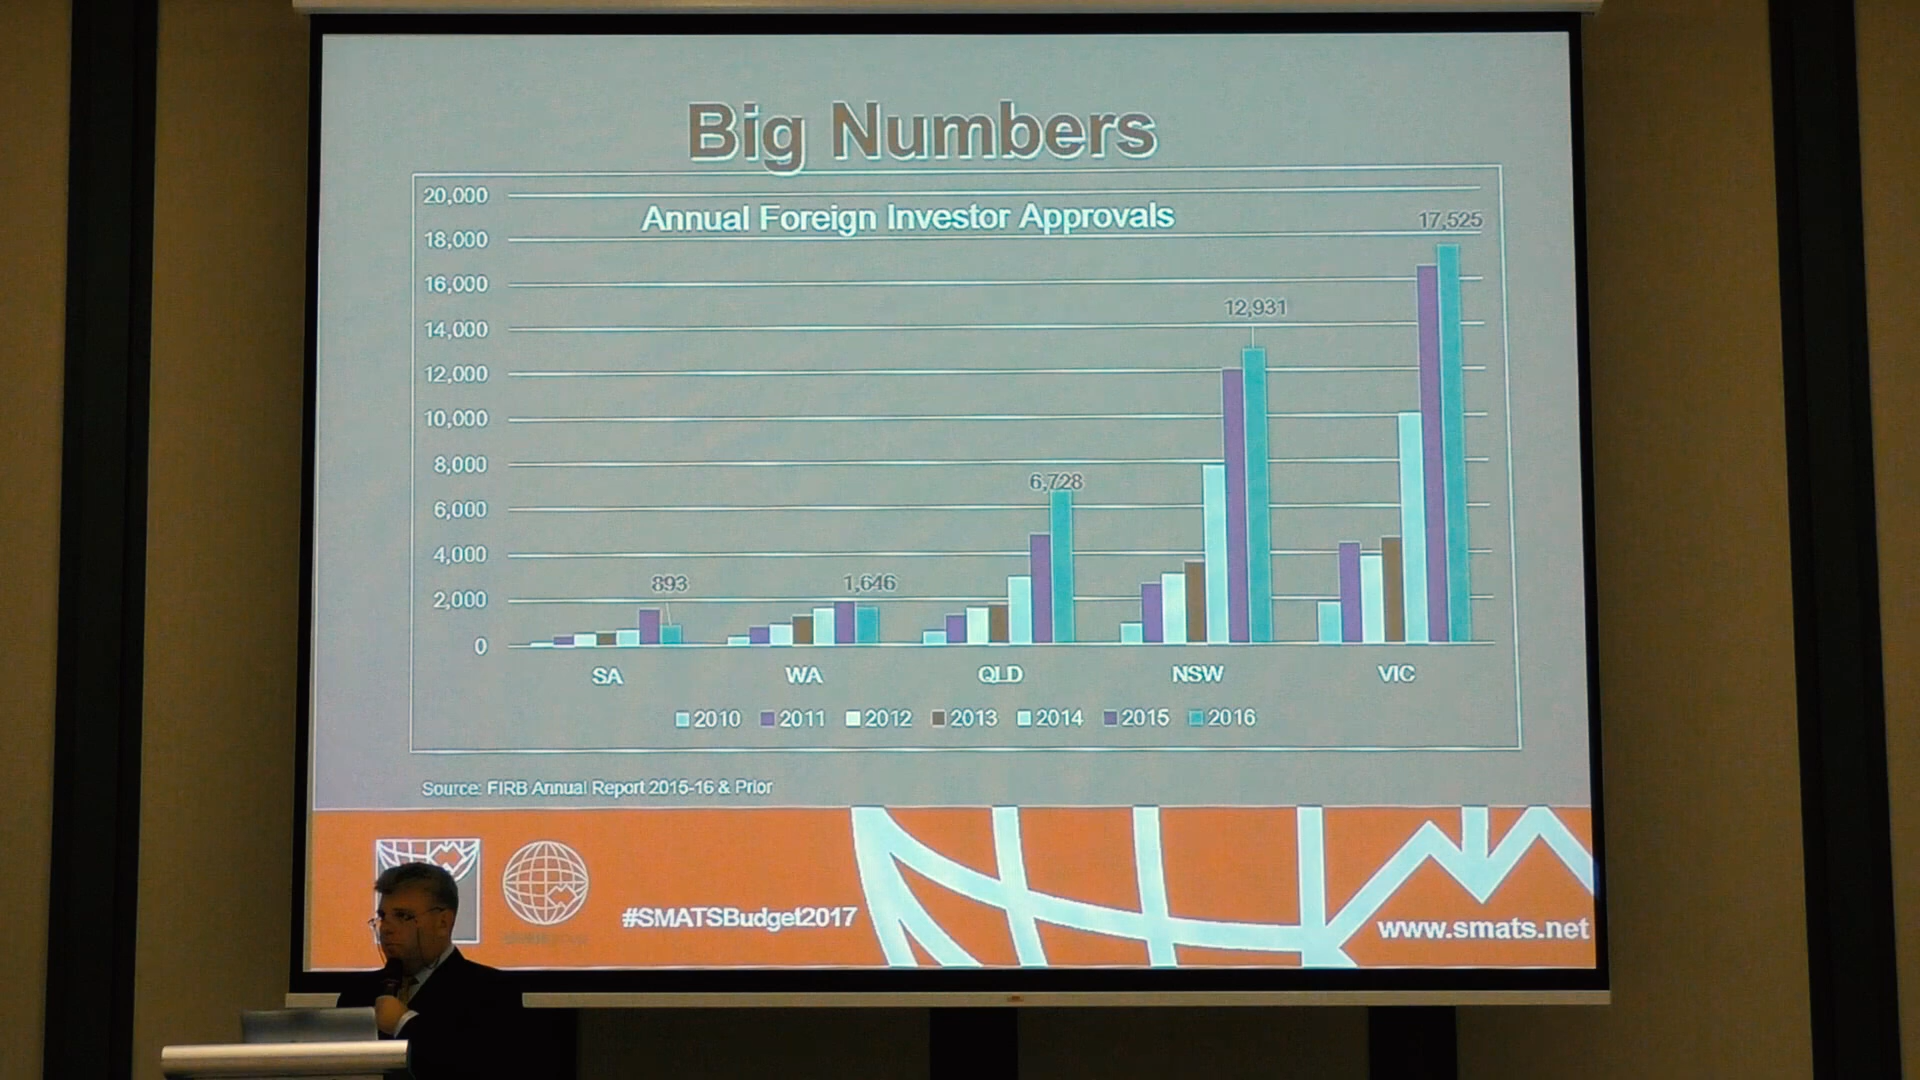 Big Numbers
Annual Foreign Investor Approvals
20,000
18,000
16,000
14,000
12,000
10,000
8,000
6,000
4,000
2,000
0
893
1,646
6,728
12,931
17,525
SA WA QLD NSW VIC
2010 2011 2012 2013 2014 2015 2016
Source: FIRB Annual Report 2015-16 & Prior
#SMATSBudget2017
www.smats.net